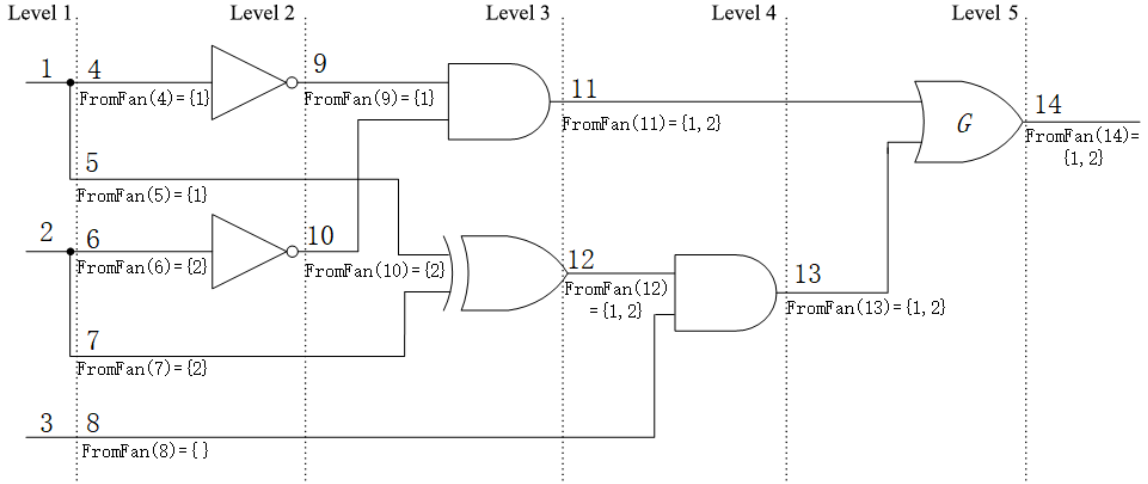 Level 1
Level 2
Level 3
Level 4
Level 5
1
4
FromFan(4)={1}
9
FromFan(9)={1}
11
FromFan(11)={1, 2}
G
14
FromFan(14)=
{1, 2}
5
FromFan(5)={1}
2
6
FromFan(6)={2}
10
FromFan(10)={2}
12
FromFan(12)
={1, 2}
13
FromFan(13)={1, 2}
7
FromFan(7)={2}
3
8
FromFan(8)={ }